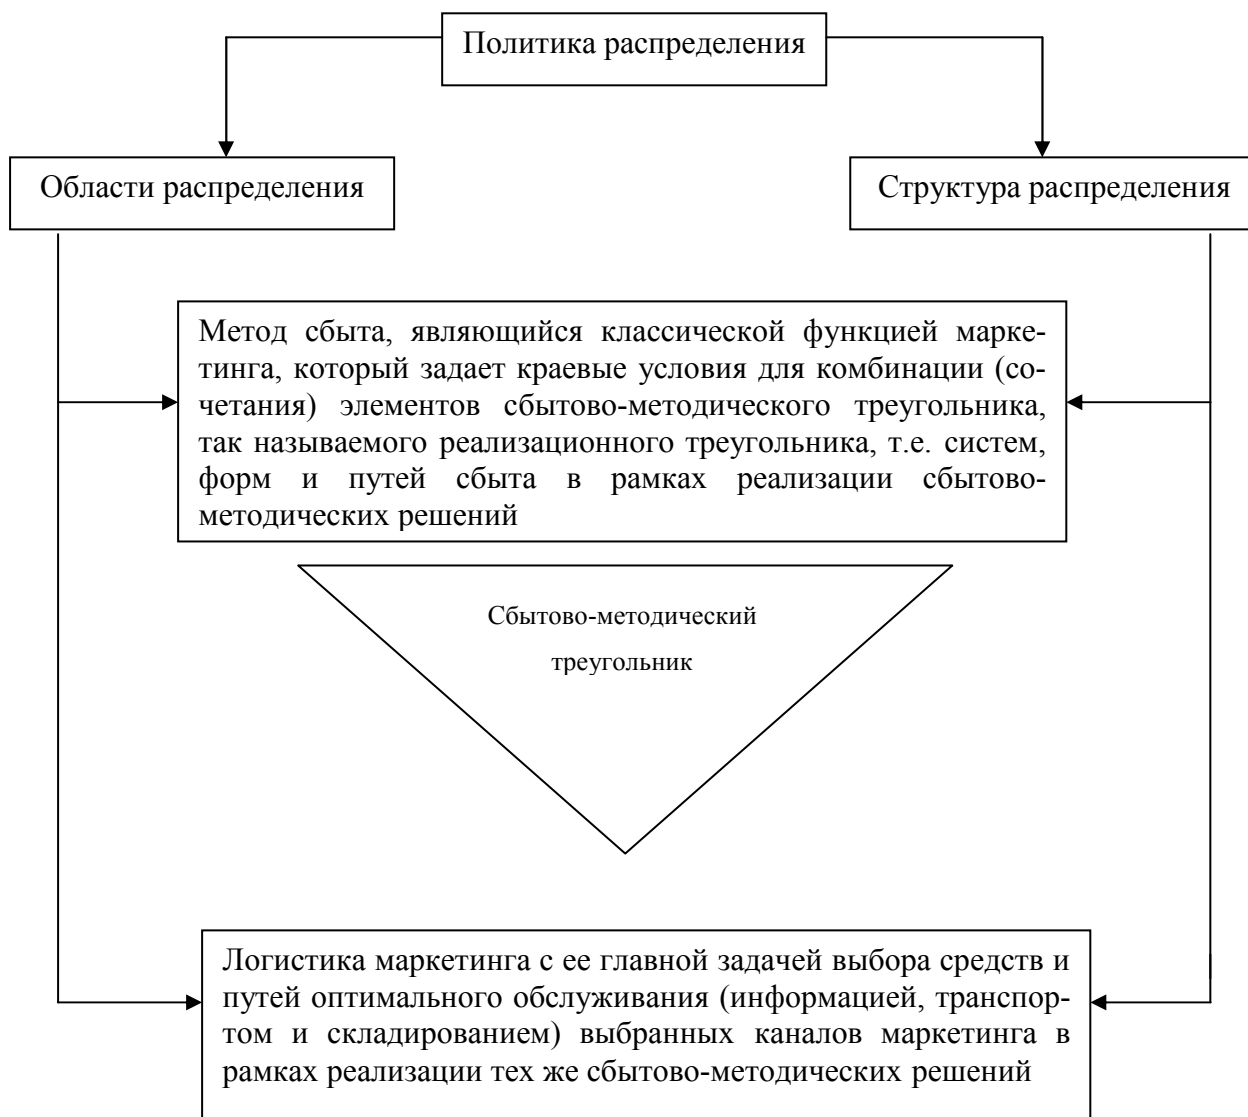 Политика распределения
Области распределения
Структура распределения
Метод сбыта, являющийся классической функцией марке-
тинга, который задает краевые условия для комбинации (со-
четания) элементов сбытово-методического треугольника,
так называемого реализационного треугольника, т.е. систем,
форм и путей сбыта в рамках реализации сбытово-
методических решений
Сбытово-методический
треугольник
Логистика маркетинга с ее главной задачей выбора средств и
путей оптимального обслуживания (информацией, транспор-
том и складированием) выбранных каналов маркетинга в
рамках реализации тех же сбытово-методических решений